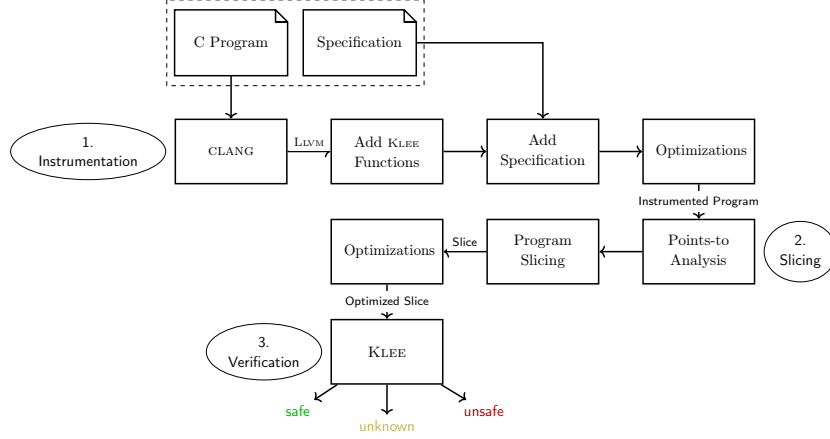 C Program
Specification
1.
Instrumentation
CLANG
LLVM
Add KLEE
Functions
Add
Specification
Optimizations
Instrumented Program
Optimizations
Slice
Program
Slicing
Points-to
Analysis
2.
Slicing
Optimized Slice
3.
Verification
KLEE
safe
unknown
unsafe